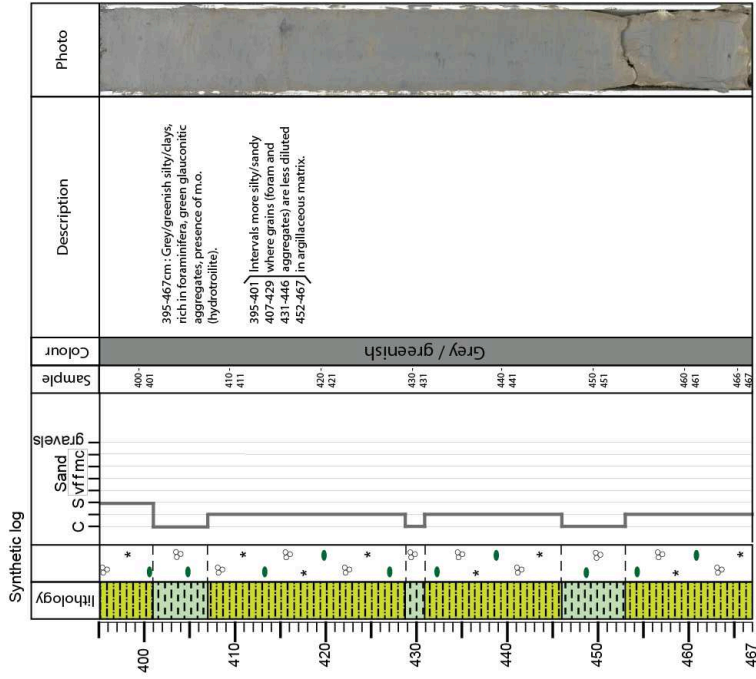 Synthetic log
lithology
C S vf f m c gravels
Sand
Sample
Colour
Description
Photo
400
410
420
430
440
450
460
467
400-401
410-411
420-421
430-431
440-441
450-451
460-461
466-467
Grey / greenish
395-467cm : Grey/greenish silty/clays,
rich in foraminifera, green glauconitic
aggregates, presence of m.o.
(hydrotroilite).
395-401 Intervals more silty/sandy
407-429 where grains (foram and
431-446 aggregates) are less diluted
452-467 in argillaceous matrix.